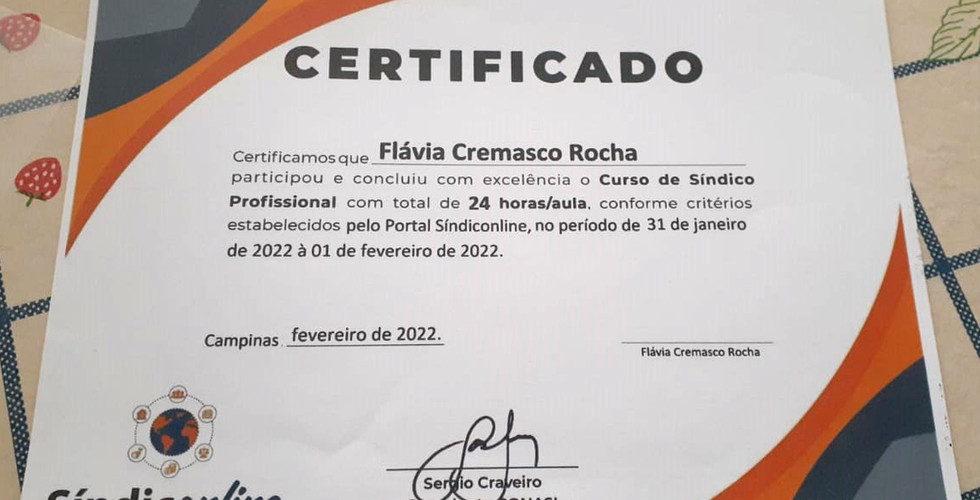 CERTIFICADO
Certificamos que Flávia Cremasco Rocha
participou e concluiu com excelência o Curso de Síndico
Profissional com total de 24 horas/aula, conforme critérios
estabelecidos pelo Portal Síndiconline, no período de 31 de janeiro
de 2022 à 01 de fevereiro de 2022.
Campinas, fevereiro de 2022.
Flávia Cremasco Rocha
Sergio Craveiro
Síndiconline